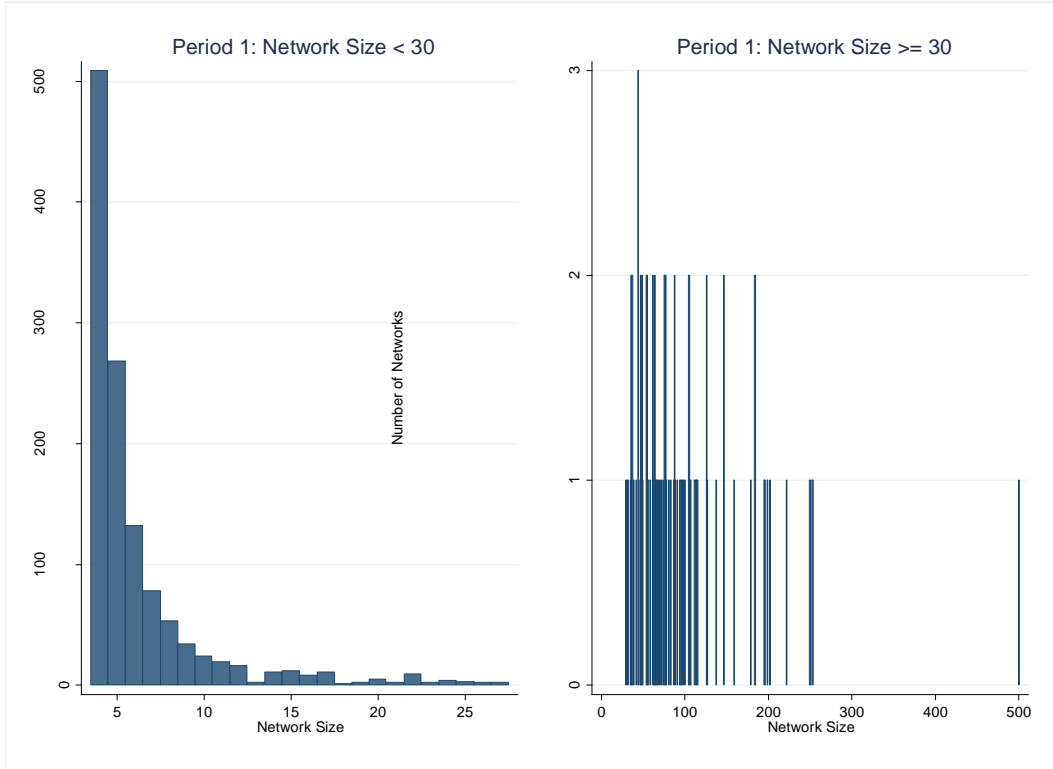 Period 1: Network Size < 30
500
400
300
200
100
0
5 10 15 20 25
Network Size
Number of Networks
Period 1: Network Size >= 30
3
2
1
0
0 100 200 300 400 500
Network Size